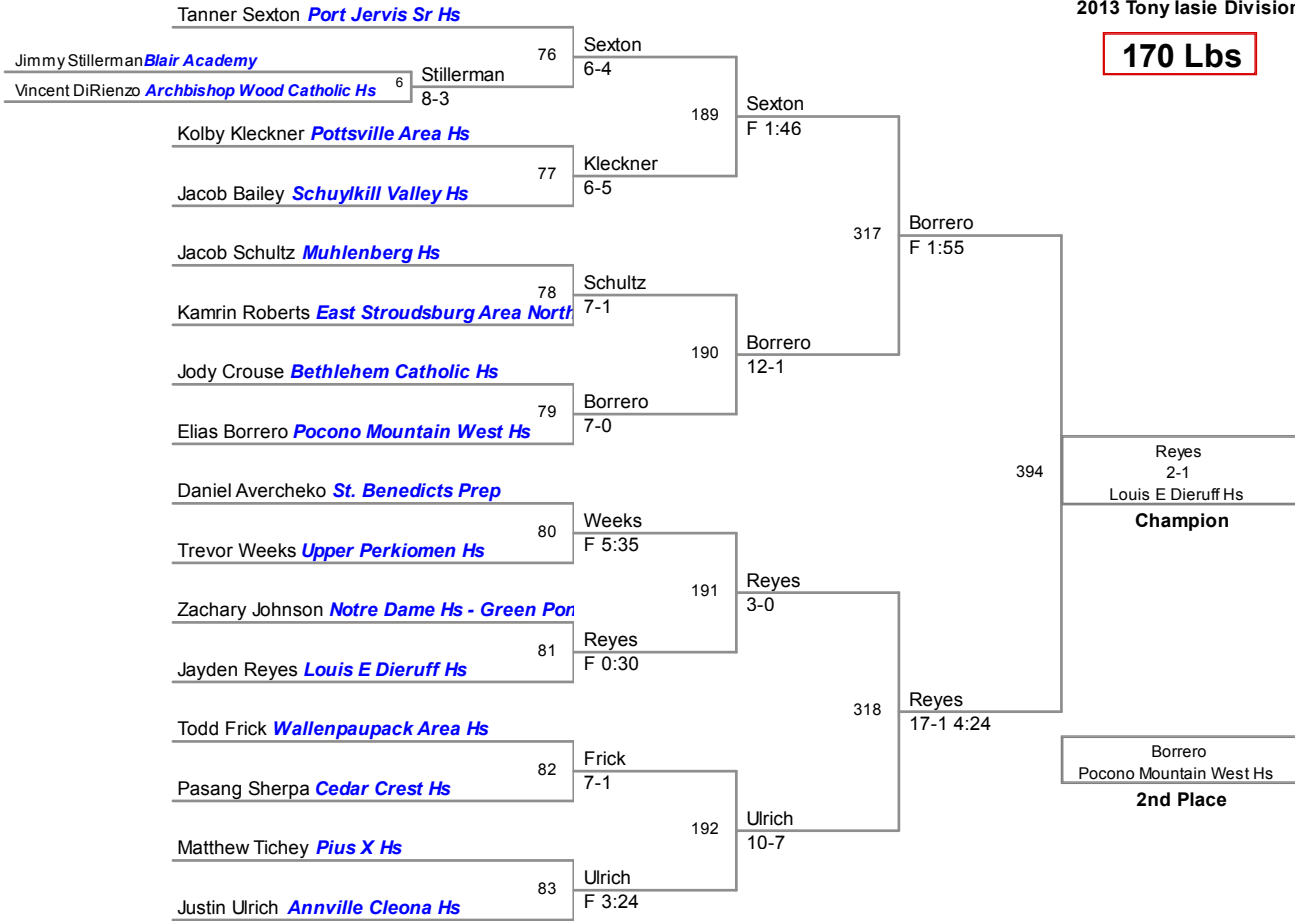 2013 Tony Iasie Division
170 Lbs
Tanner Sexton Port Jervis Sr Hs
76
Sexton
6-4
Jimmy Stillerman Blair Academy
Vincent DiRienzo Archbishop Wood Catholic Hs
6
Stillerman
8-3
189
Sexton
F 1:46
Kolby Kleckner Pottsville Area Hs
77
Kleckner
6-5
Jacob Bailey Schuylkill Valley Hs
317
Borrero
F 1:55
Jacob Schultz Muhlenberg Hs
78
Schultz
7-1
Kamrin Roberts East Stroudsburg Area North
190
Borrero
12-1
Jody Crouse Bethlehem Catholic Hs
79
Borrero
7-0
Elias Borrero Pocono Mountain West Hs
394
Reyes
2-1
Louis E Dieruff Hs
Champion
Daniel Avercheko St. Benedicts Prep
80
Weeks
F 5:35
Trevor Weeks Upper Perkiomen Hs
191
Reyes
3-0
Zachary Johnson Notre Dame Hs - Green Pon
81
Reyes
F 0:30
Jayden Reyes Louis E Dieruff Hs
318
Reyes
17-1 4:24
Todd Frick Wallenpaupack Area Hs
82
Frick
7-1
Pasang Sherpa Cedar Crest Hs
192
Ulrich
10-7
Matthew Tichey Pius X Hs
83
Ulrich
F 3:24
Justin Ulrich Annville Cleona Hs
Borrero
Pocono Mountain West Hs
2nd Place